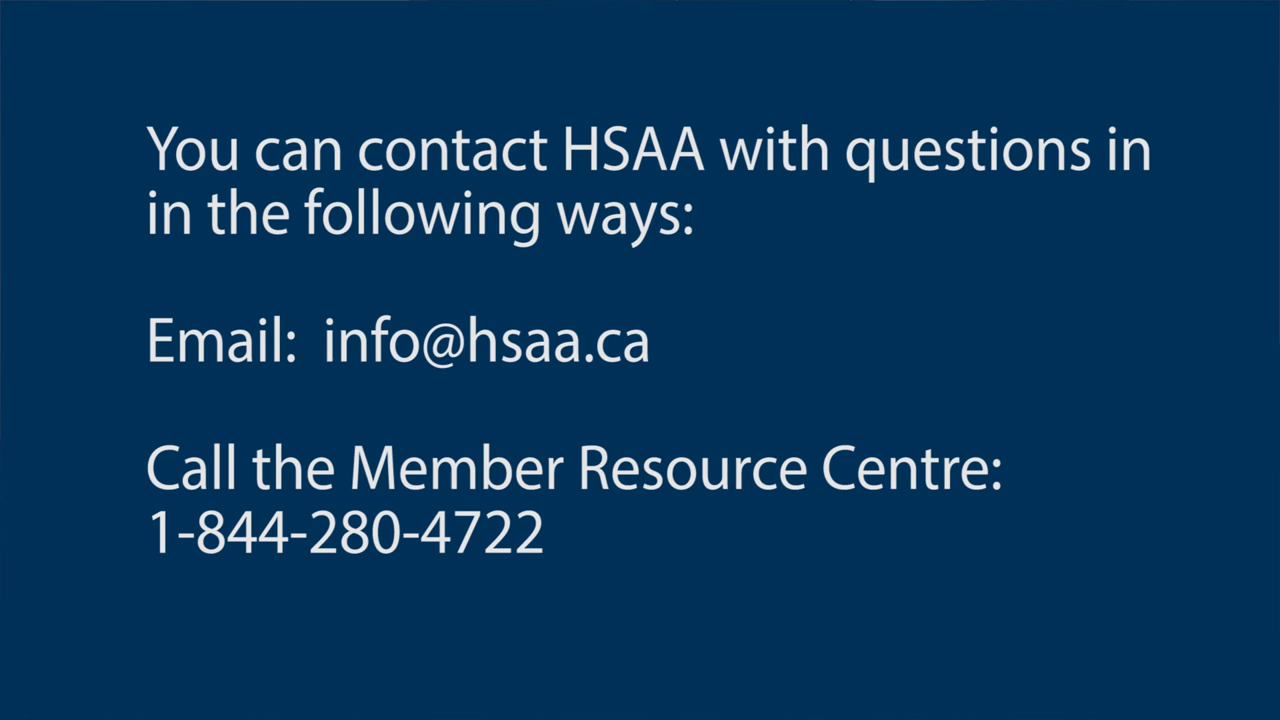 You can contact HSAA with questions in
in the following ways:
Email: info@hsaa.ca
Call the Member Resource Centre:
1-844-280-4722